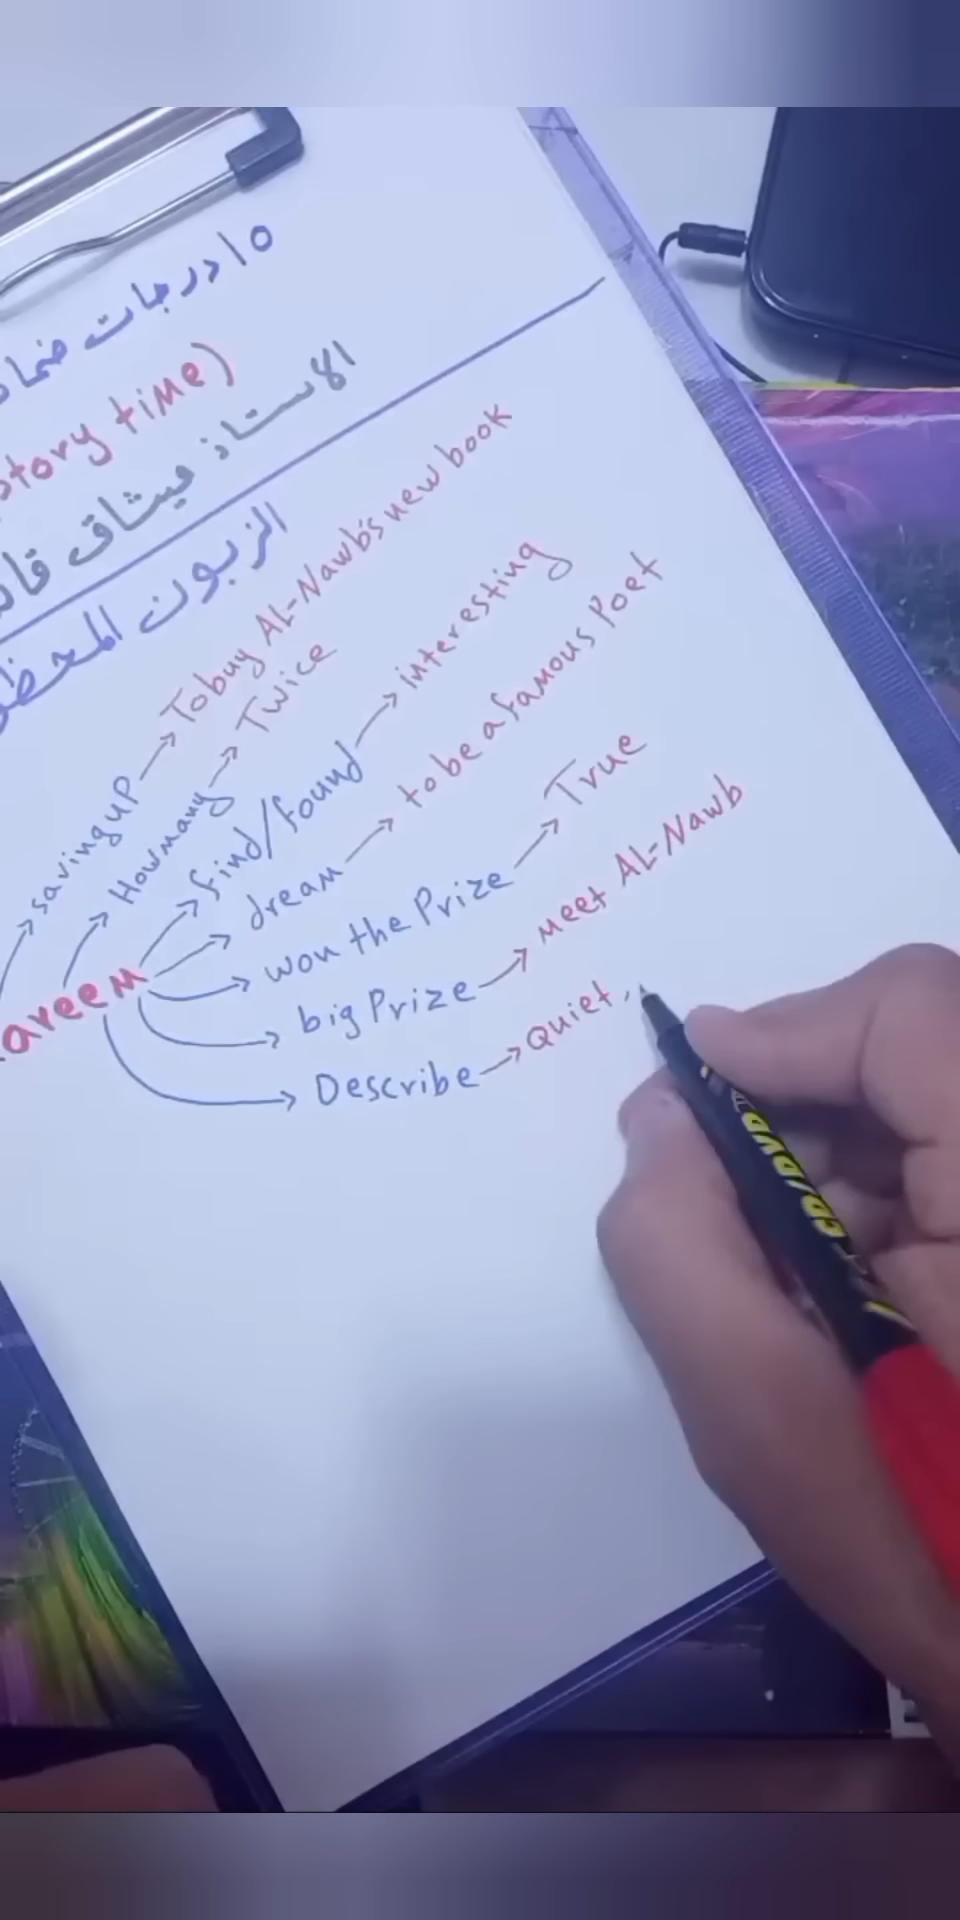 ١٥ درجات
story time)
الاستاذ ميثاق
الزبون
saving up → To buy AL-Nawb's new book
How many → Twice
find/found → interesting
dream → to be a famous Poet
won the Prize → True
big Prize → meet AL-Nawb
Describe → Quiet,
areem
CD/DVD